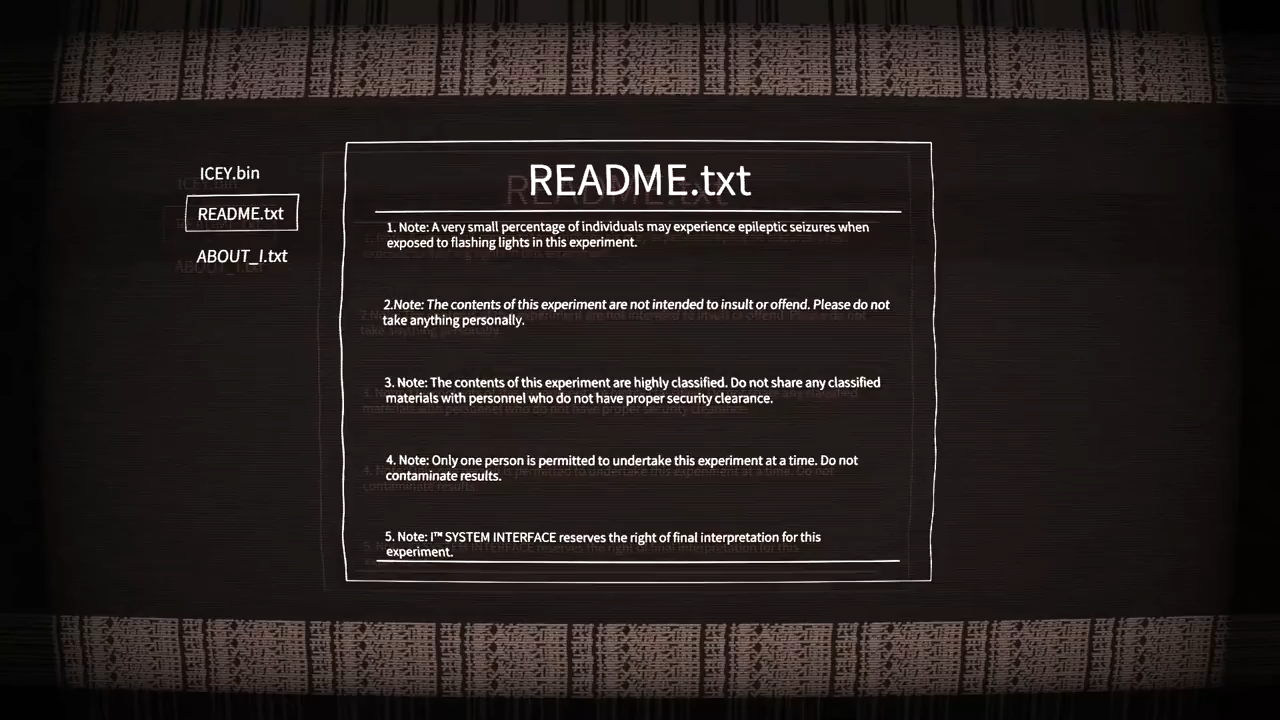 ICEY.bin
README.txt
ABOUT_I.txt
README.txt
1. Note: A very small percentage of individuals may experience epileptic seizures when
exposed to flashing lights in this experiment.
2.Note: The contents of this experiment are not intended to insult or offend. Please do not
take anything personally.
3. Note: The contents of this experiment are highly classified. Do not share any classified
materials with personnel who do not have proper security clearance.
4. Note: Only one person is permitted to undertake this experiment at a time. Do not
contaminate results.
5. Note: I™ SYSTEM INTERFACE reserves the right of final interpretation for this
experiment.